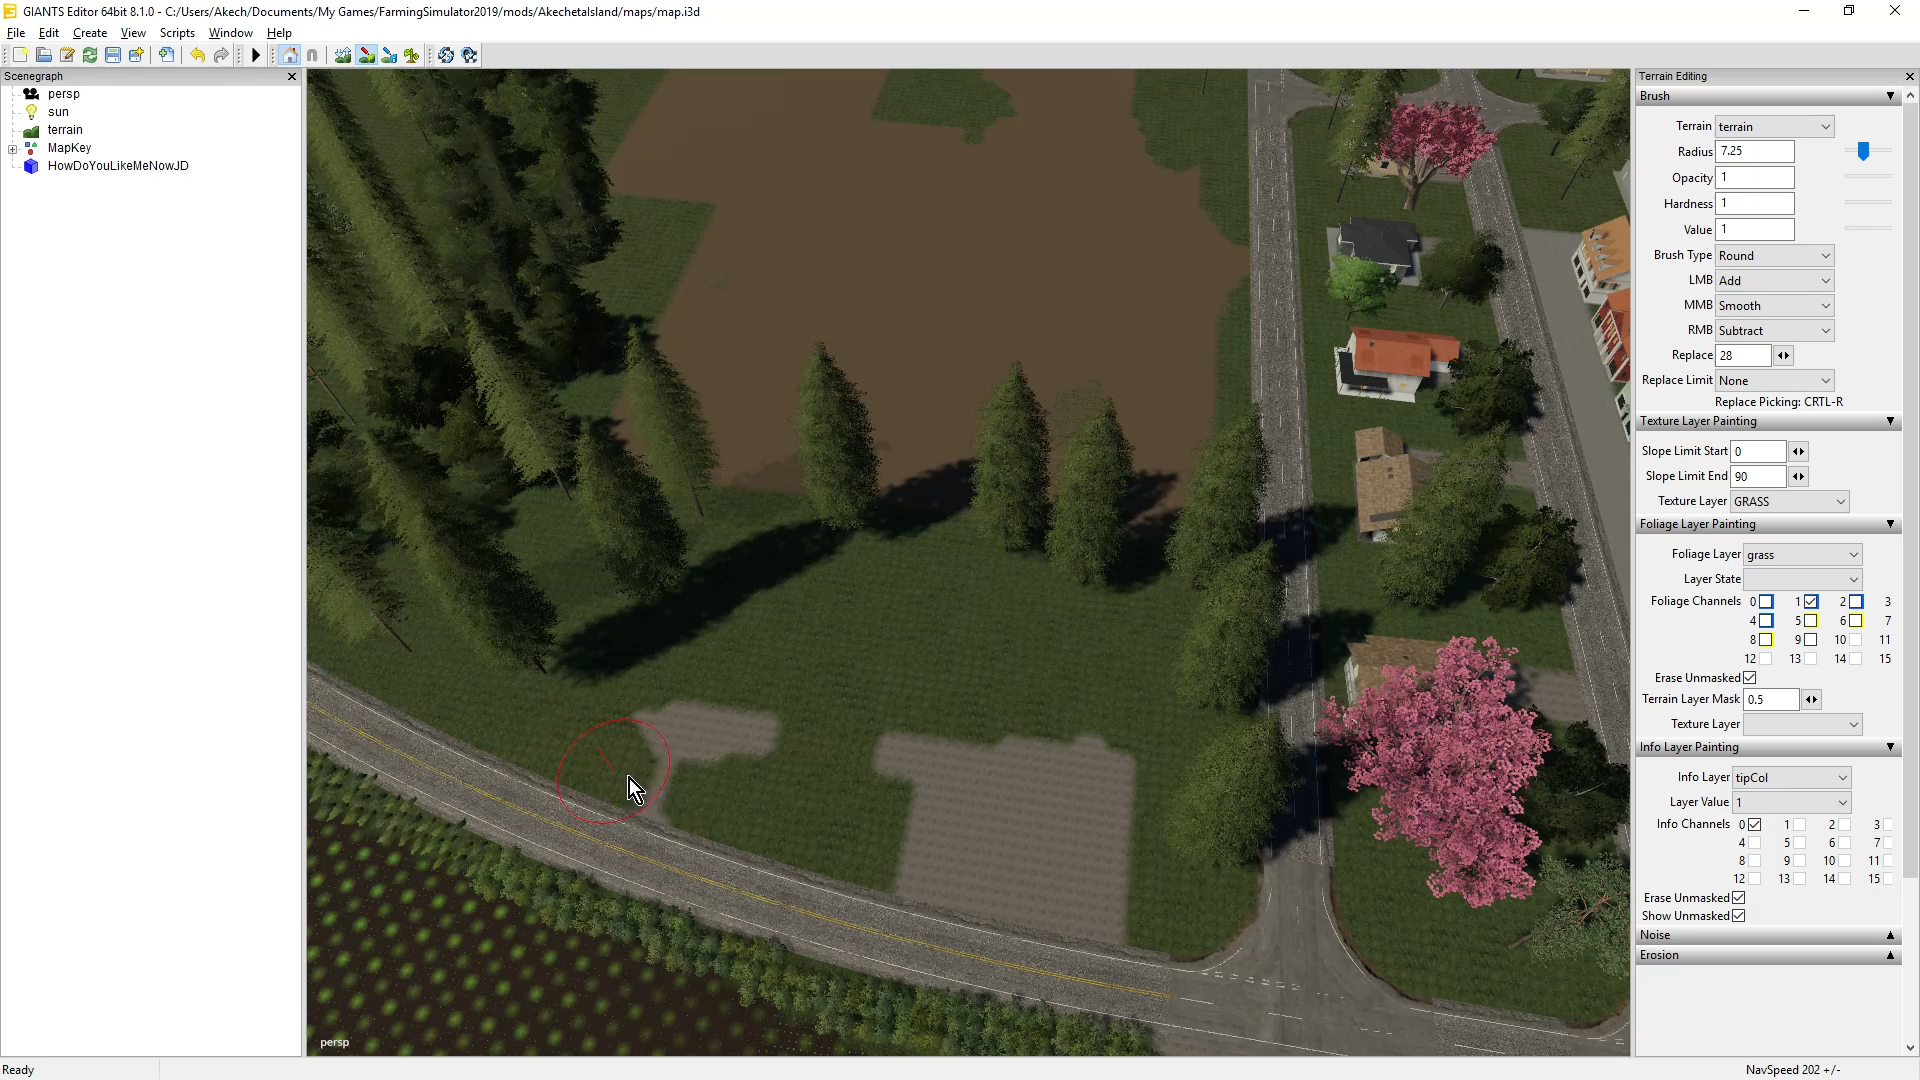 GIANTS Editor 64bit 8.1.0 - C:/Users/Akech/Documents/My Games/FarmingSimulator2019/mods/AkechetaIsland/maps/map.i3d
File Edit Create View Scripts Window Help
Scenegraph
persp
sun
terrain
MapKey
HowDoYouLikeMeNowJD
persp
Terrain Editing
Brush
Terrain terrain
Radius 7.25
Opacity 1
Hardness 1
Value 1
Brush Type Round
LMB Add
MMB Smooth
RMB Subtract
Replace 28
Replace Limit None
Replace Picking: CRTL-R
Texture Layer Painting
Slope Limit Start 0
Slope Limit End 90
Texture Layer GRASS
Foliage Layer Painting
Foliage Layer grass
Layer State
Foliage Channels 0 1 2 3
4 5 6 7
8 9 10 11
12 13 14 15
Erase Unmasked
Terrain Layer Mask 0.5
Texture Layer
Info Layer Painting
Info Layer tipCol
Layer Value 1
Info Channels 0 1 2 3
4 5 6 7
8 9 10 11
12 13 14 15
Erase Unmasked
Show Unmasked
Noise
Erosion
Ready
NavSpeed 202 +/-